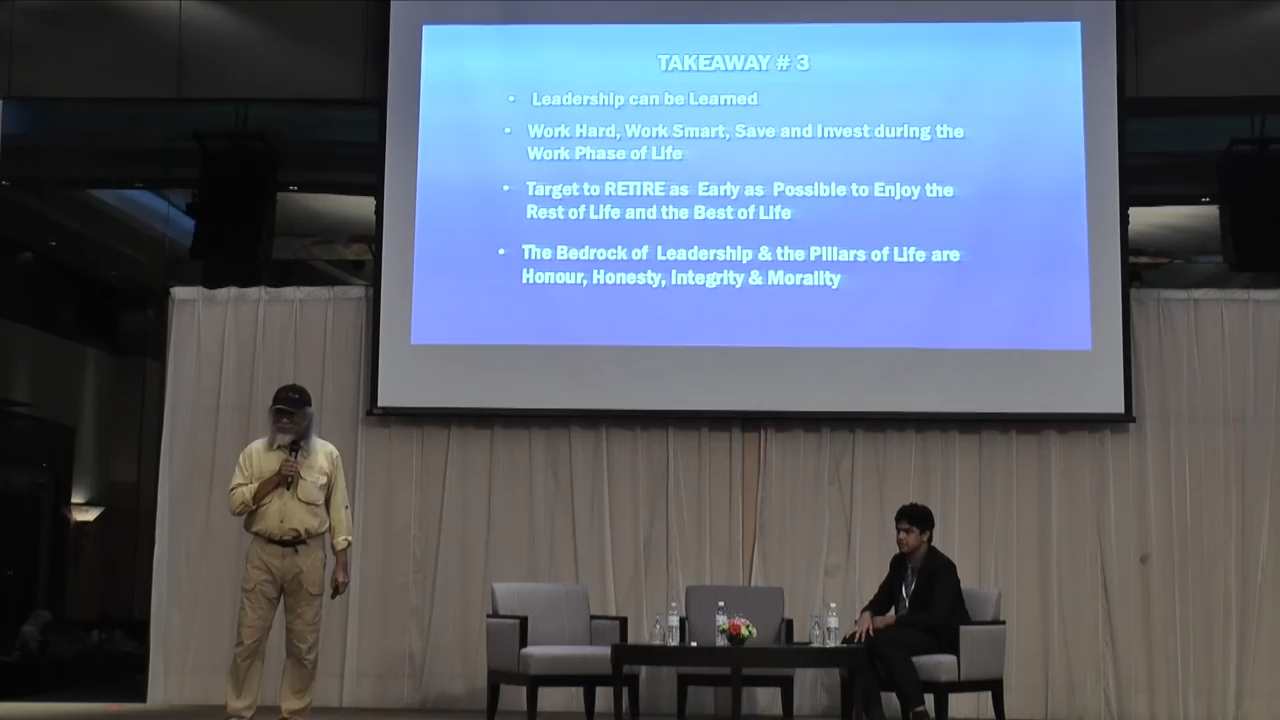 TAKEAWAY # 3
• Leadership can be Learned
• Work Hard, Work Smart, Save and Invest during the
Work Phase of Life
• Target to RETIRE as Early as Possible to Enjoy the
Rest of Life and the Best of Life
• The Bedrock of Leadership & the Pillars of Life are
Honour, Honesty, Integrity & Morality